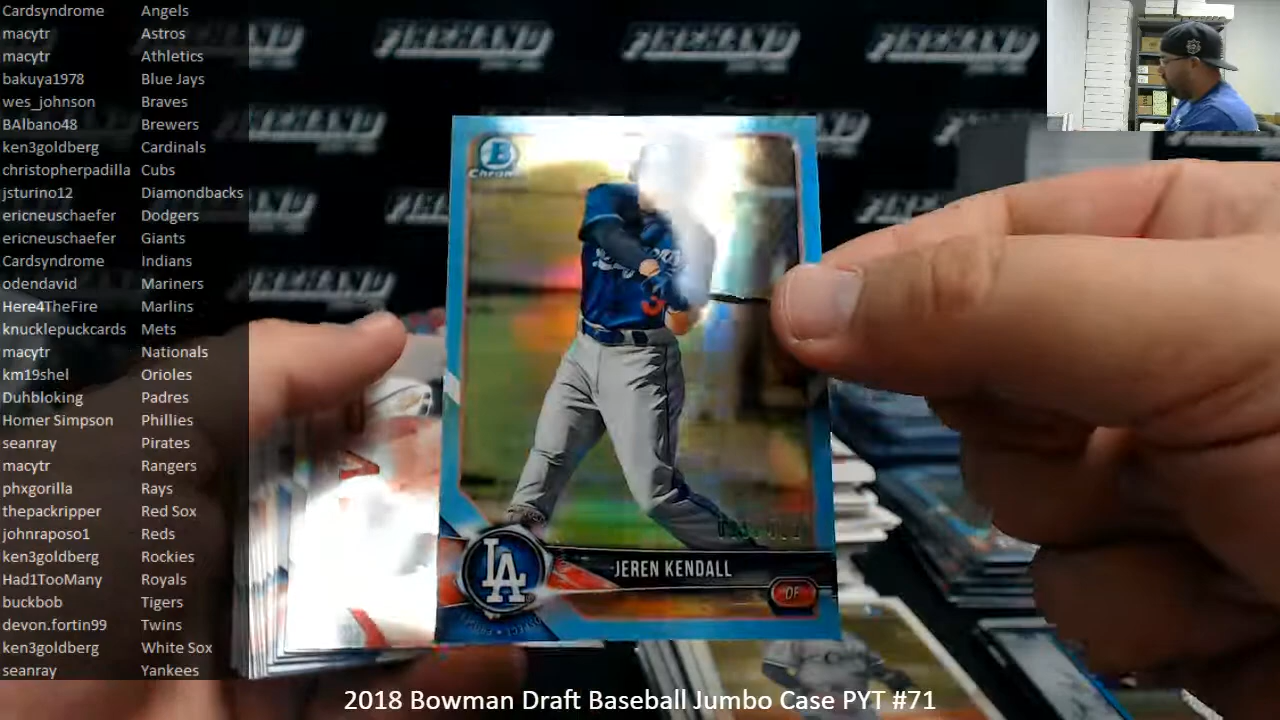 Cardsyndrome Angels
macytr Astros
macytr Athletics
bakuya1978 Blue Jays
wes_johnson Braves
BAlbano48 Brewers
ken3goldberg Cardinals
christopherpadilla Cubs
jsturino12 Diamondbacks
ericneuschaefer Dodgers
ericneuschaefer Giants
Cardsyndrome Indians
odendavid Mariners
Here4TheFire Marlins
knucklepuckcards Mets
macytr Nationals
km19shel Orioles
Duhbloking Padres
Homer Simpson Phillies
seanray Pirates
macytr Rangers
phxgorilla Rays
thepackripper Red Sox
johnraposo1 Reds
ken3goldberg Rockies
Had1TooMany Royals
buckbob Tigers
devon.fortin99 Twins
ken3goldberg White Sox
seanray Yankees
FIREHAND FIREHAND FIREHAND
B
Chrome
LA
JEREN KENDALL
OF
2018 Bowman Draft Baseball Jumbo Case PYT #71